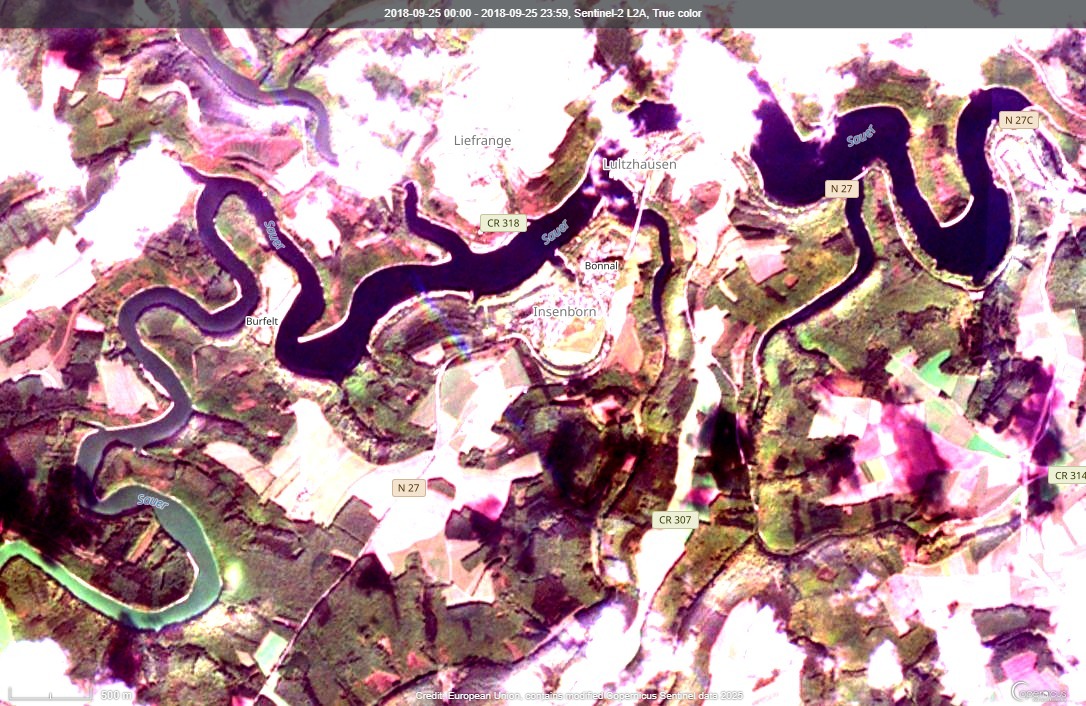 2018-09-25 00:00 - 2018-09-25 23:59, Sentinel-2 L2A, True color
N 27C
Sauer
Liefrange
Lultzhausen
N 27
CR 318
Sauer
Sauer
Bonnal
Insenborn
Burfelt
CR 314
N 27
Sauer
CR 307
500 m
Credit: European Union, contains modified Copernicus Sentinel data 2025
opernicus